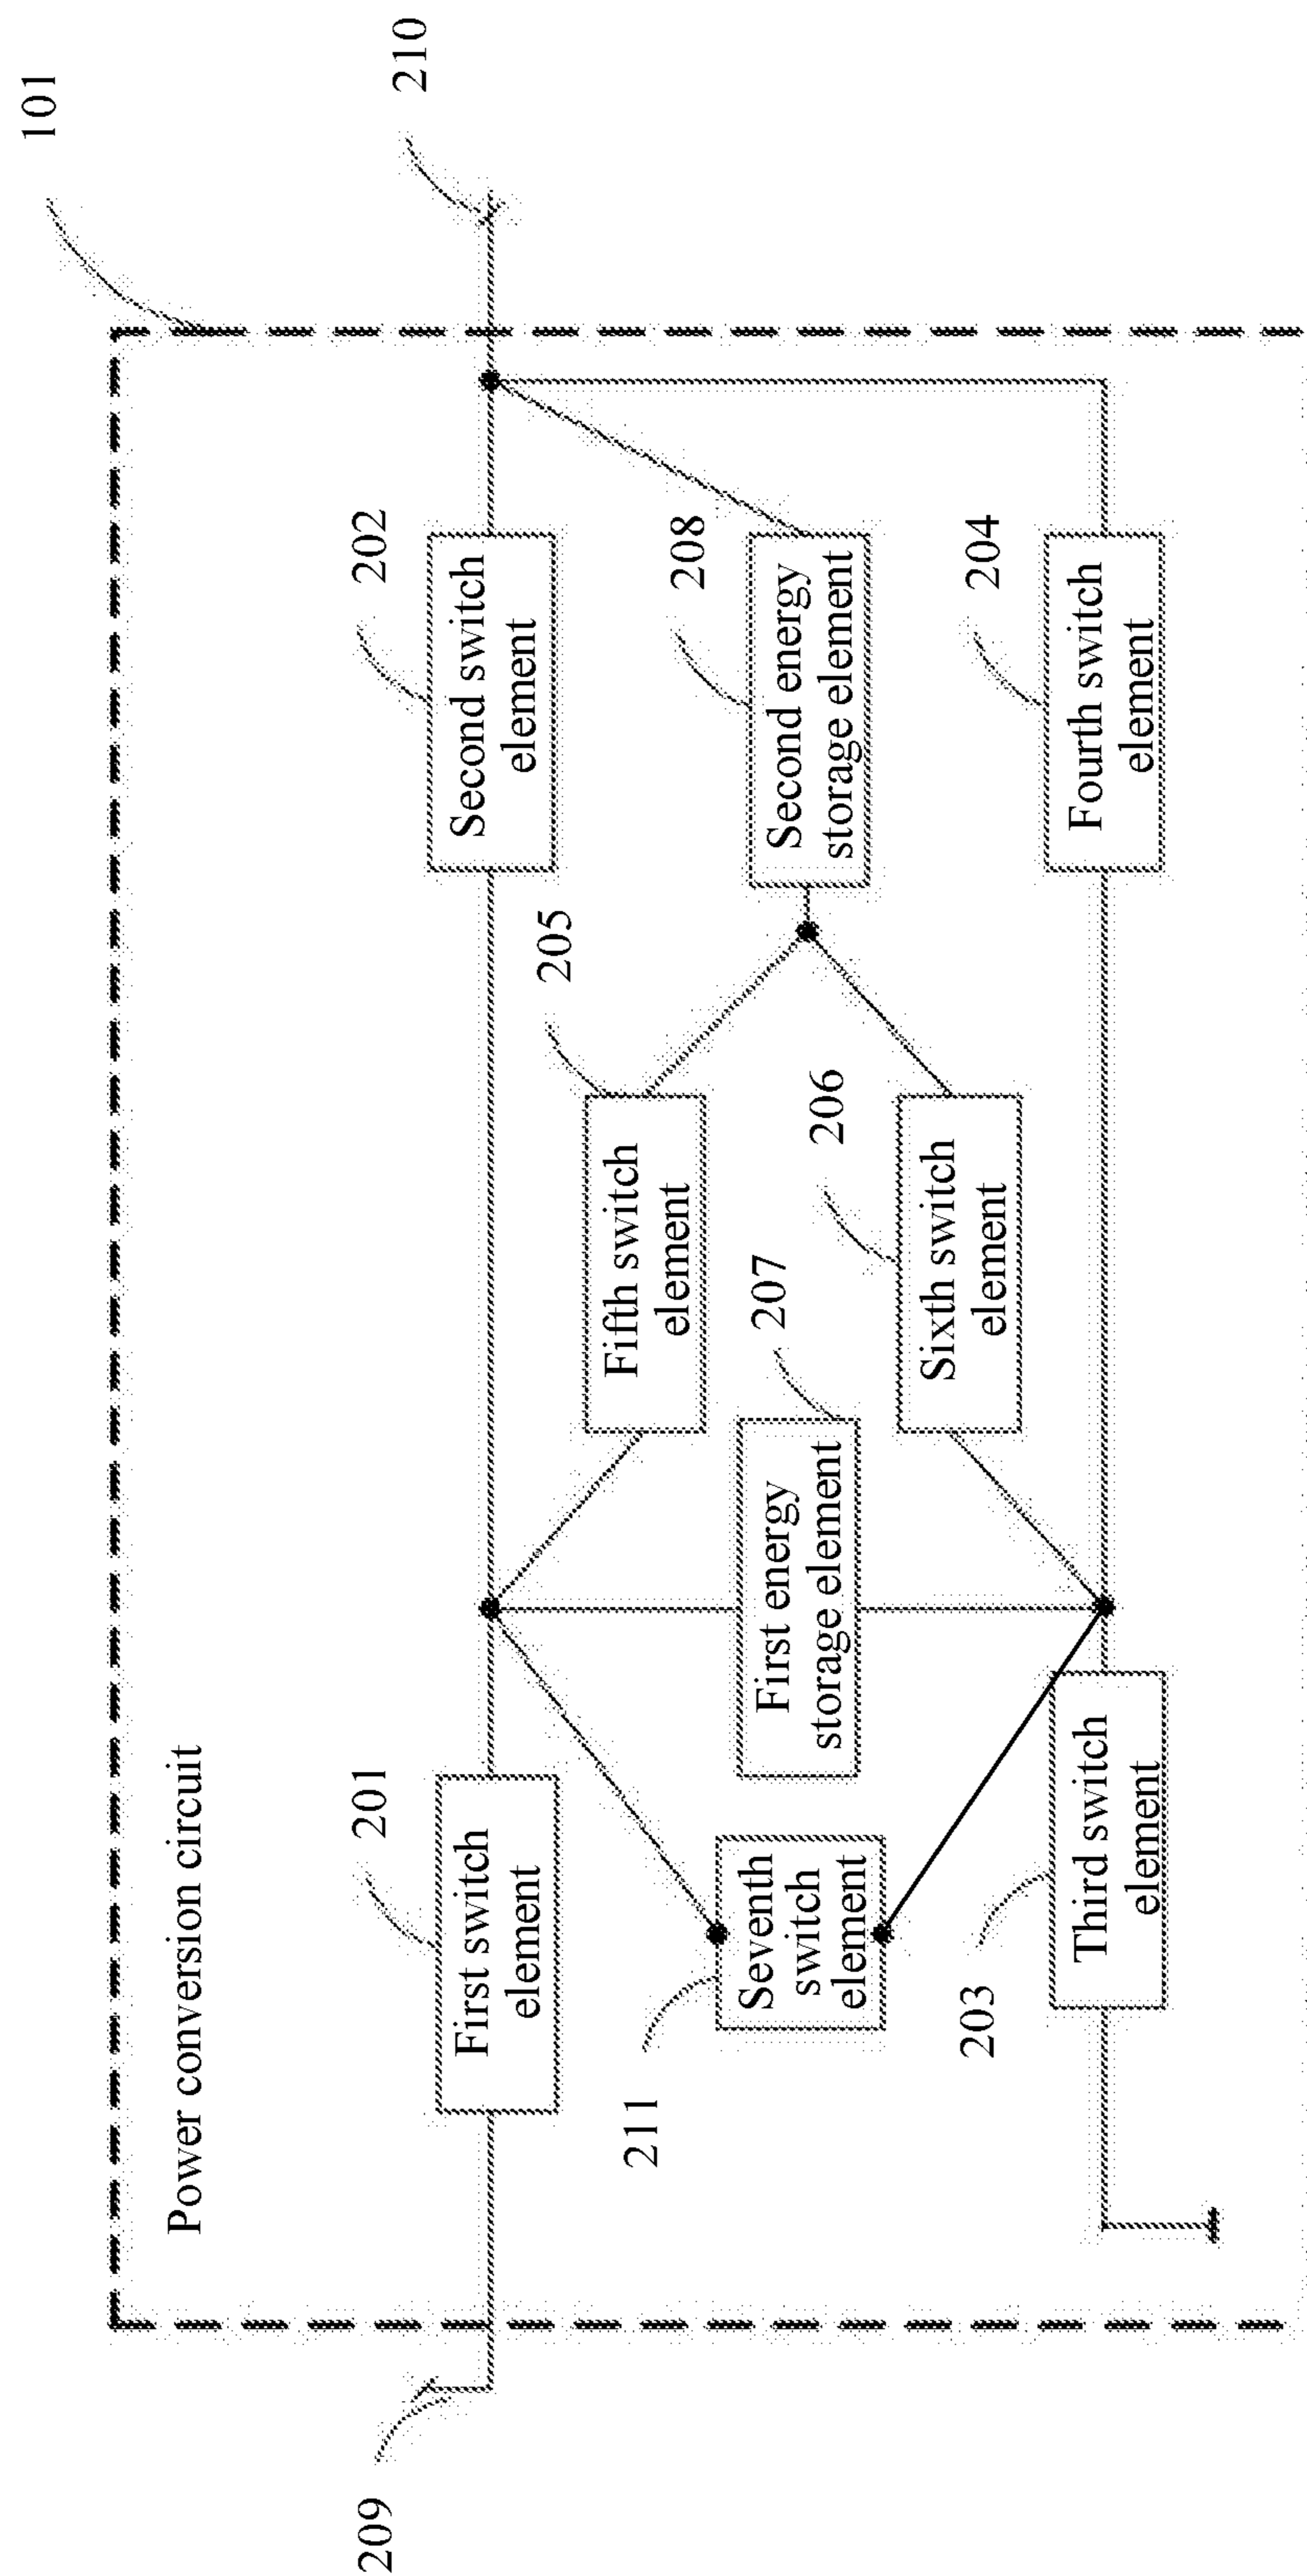 Power conversion circuit
101
209
201
First switch
element
202
Second switch
element
210
205
Fifth switch
element
211
Seventh
switch
element
207
First energy
storage element
208
Second energy
storage element
206
Sixth switch
element
203
Third switch
element
204
Fourth switch
element